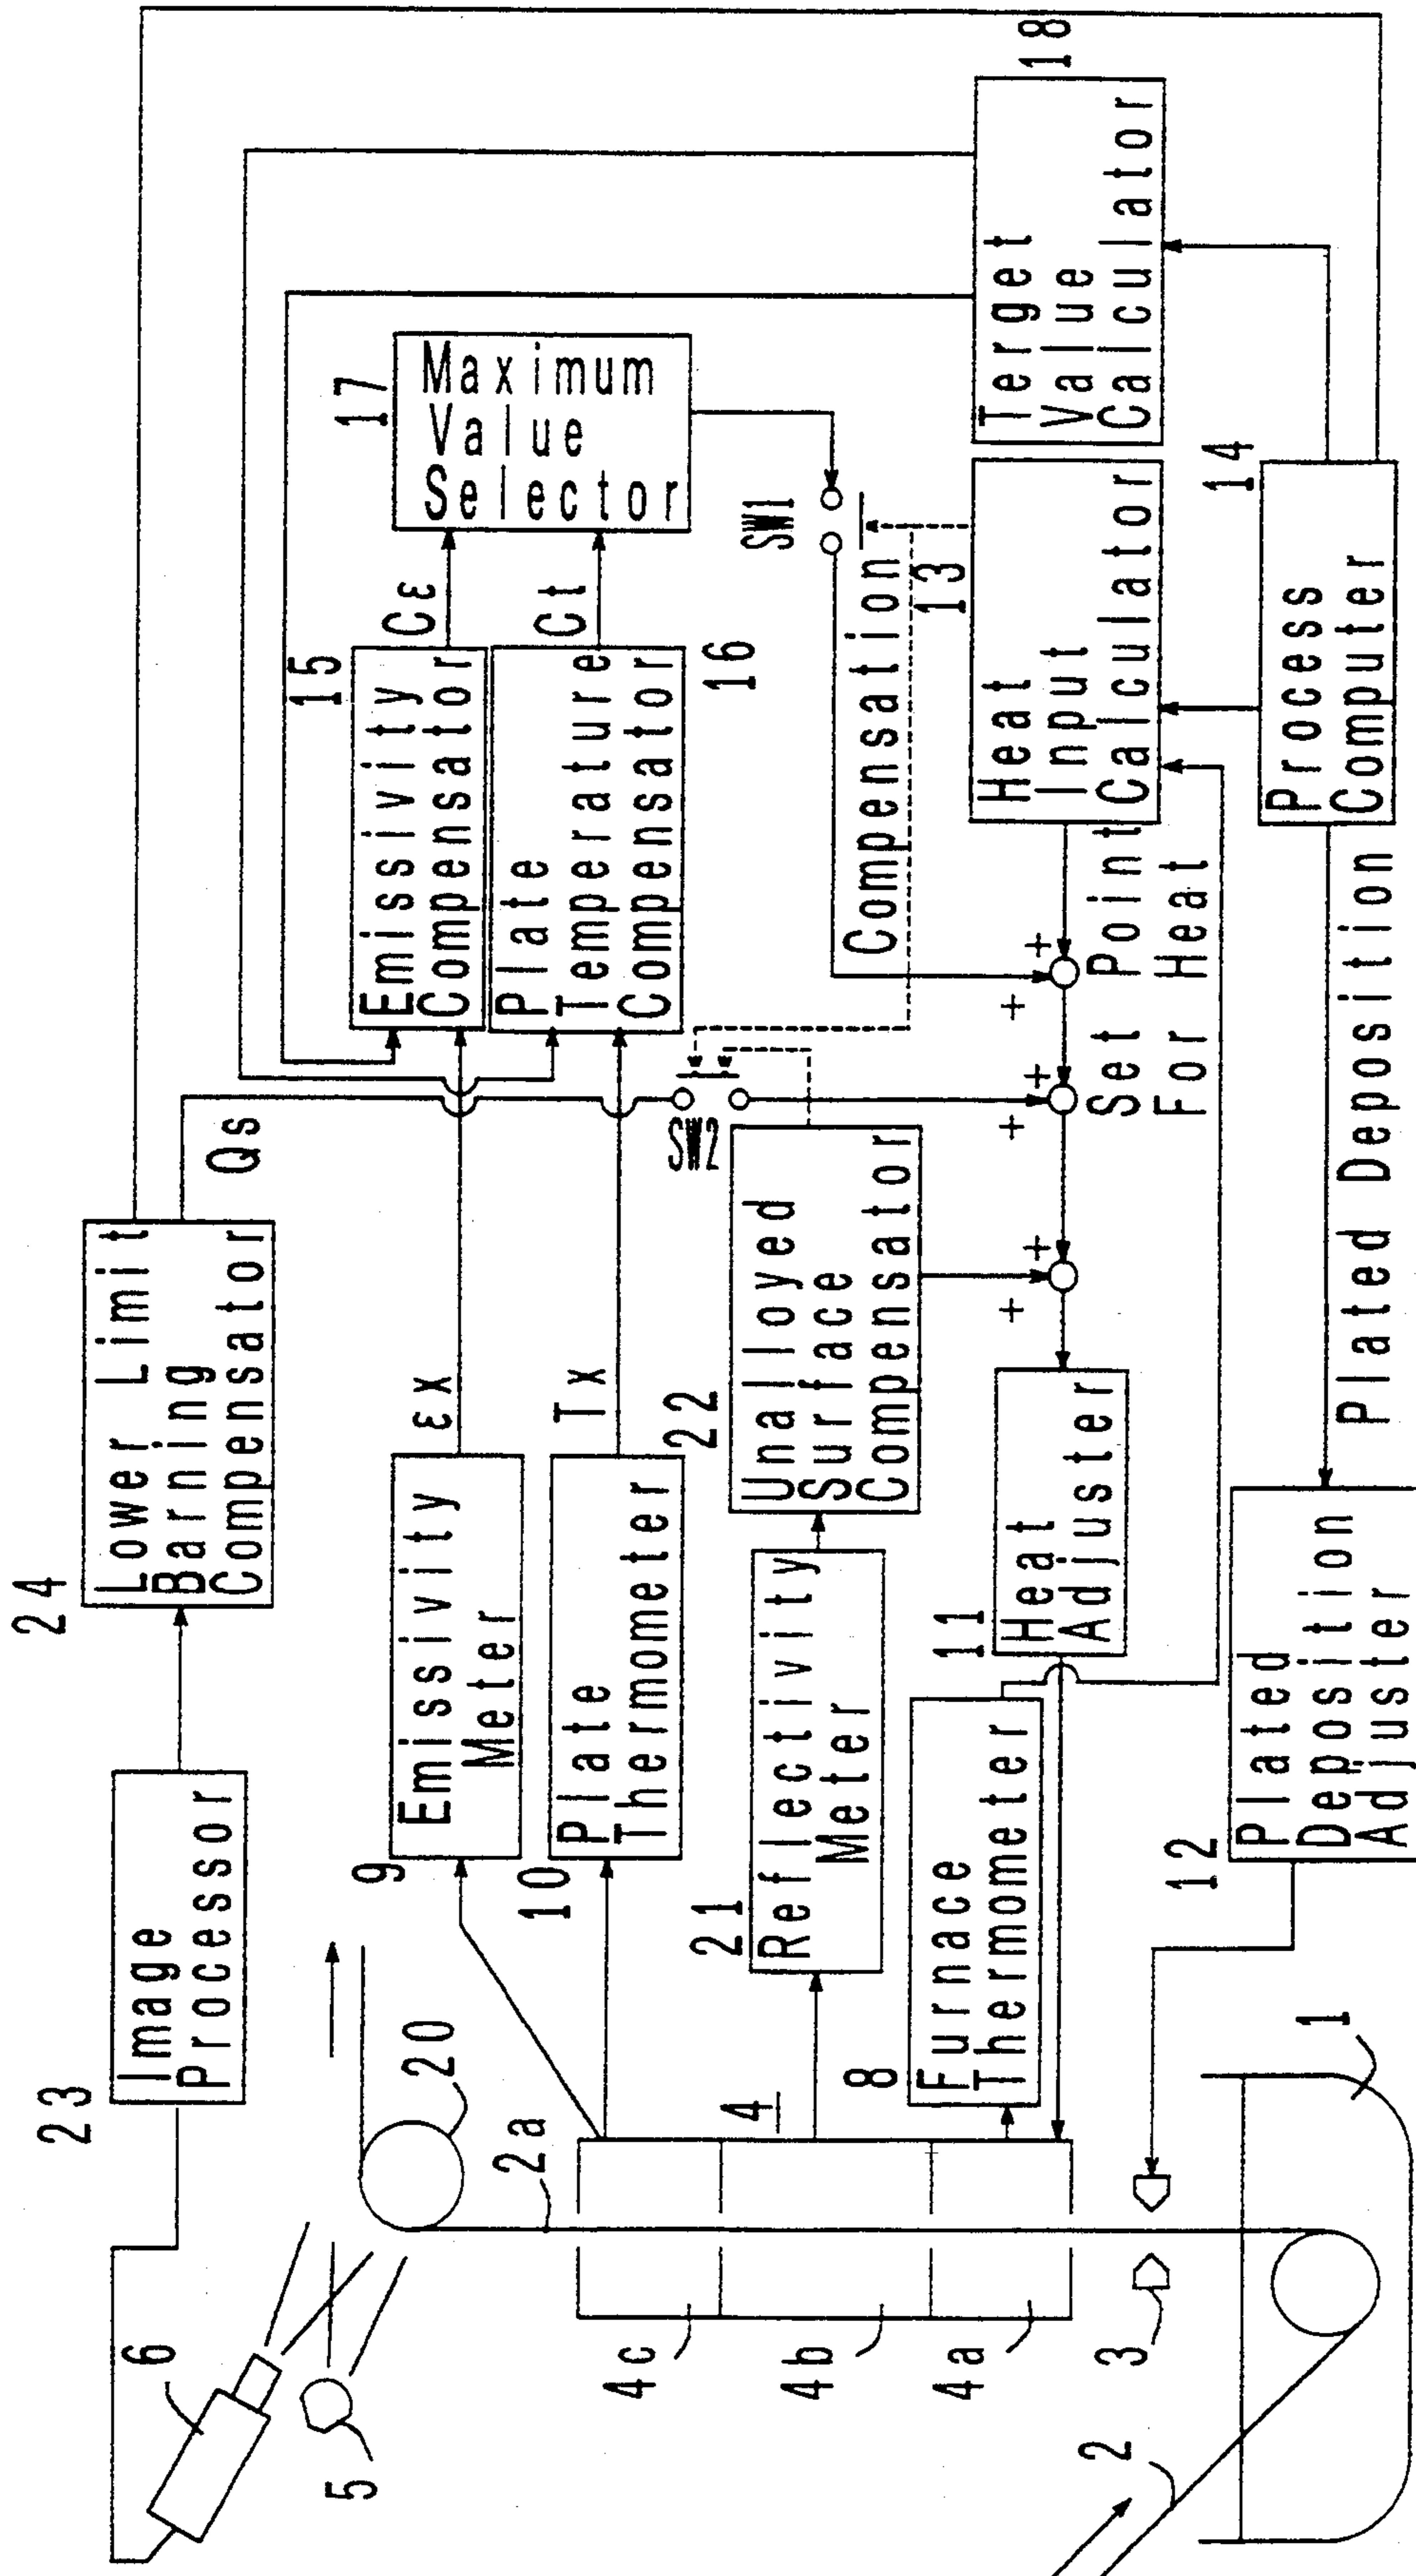 24
Lower Limit
Barning
Compensator
Qs
23
Image
Processor
6
5
20
2a
9
Emissivity
Meter
εx
15
Emissivity
Compensator
Cε
17
Maximum
Value
Selector
10
Plate
Thermometer
Tx
Plate
Temperature
Compensator
16
Ct
SW2
SW1
Compensation
21
Reflectivity
Meter
22
Unalloyed
Surface
Compensator
4
4c
4b
4a
8
Furnace
Thermometer
11
Heat
Adjuster
+
+
+
+
+
+
Set Point
For Heat
13
Heat
Input
Calculator
18
Terget
Value
Caliculator
14
Process
Computer
Plated Deposition
12
Plated
Deposition
Adjuster
3
2
1